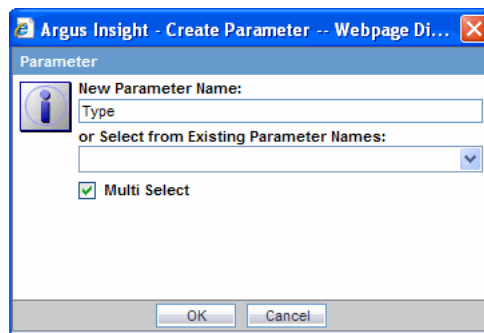 Argus Insight - Create Parameter -- Webpage Di...
Parameter
New Parameter Name:
Type
or Select from Existing Parameter Names:
Multi Select
OK Cancel